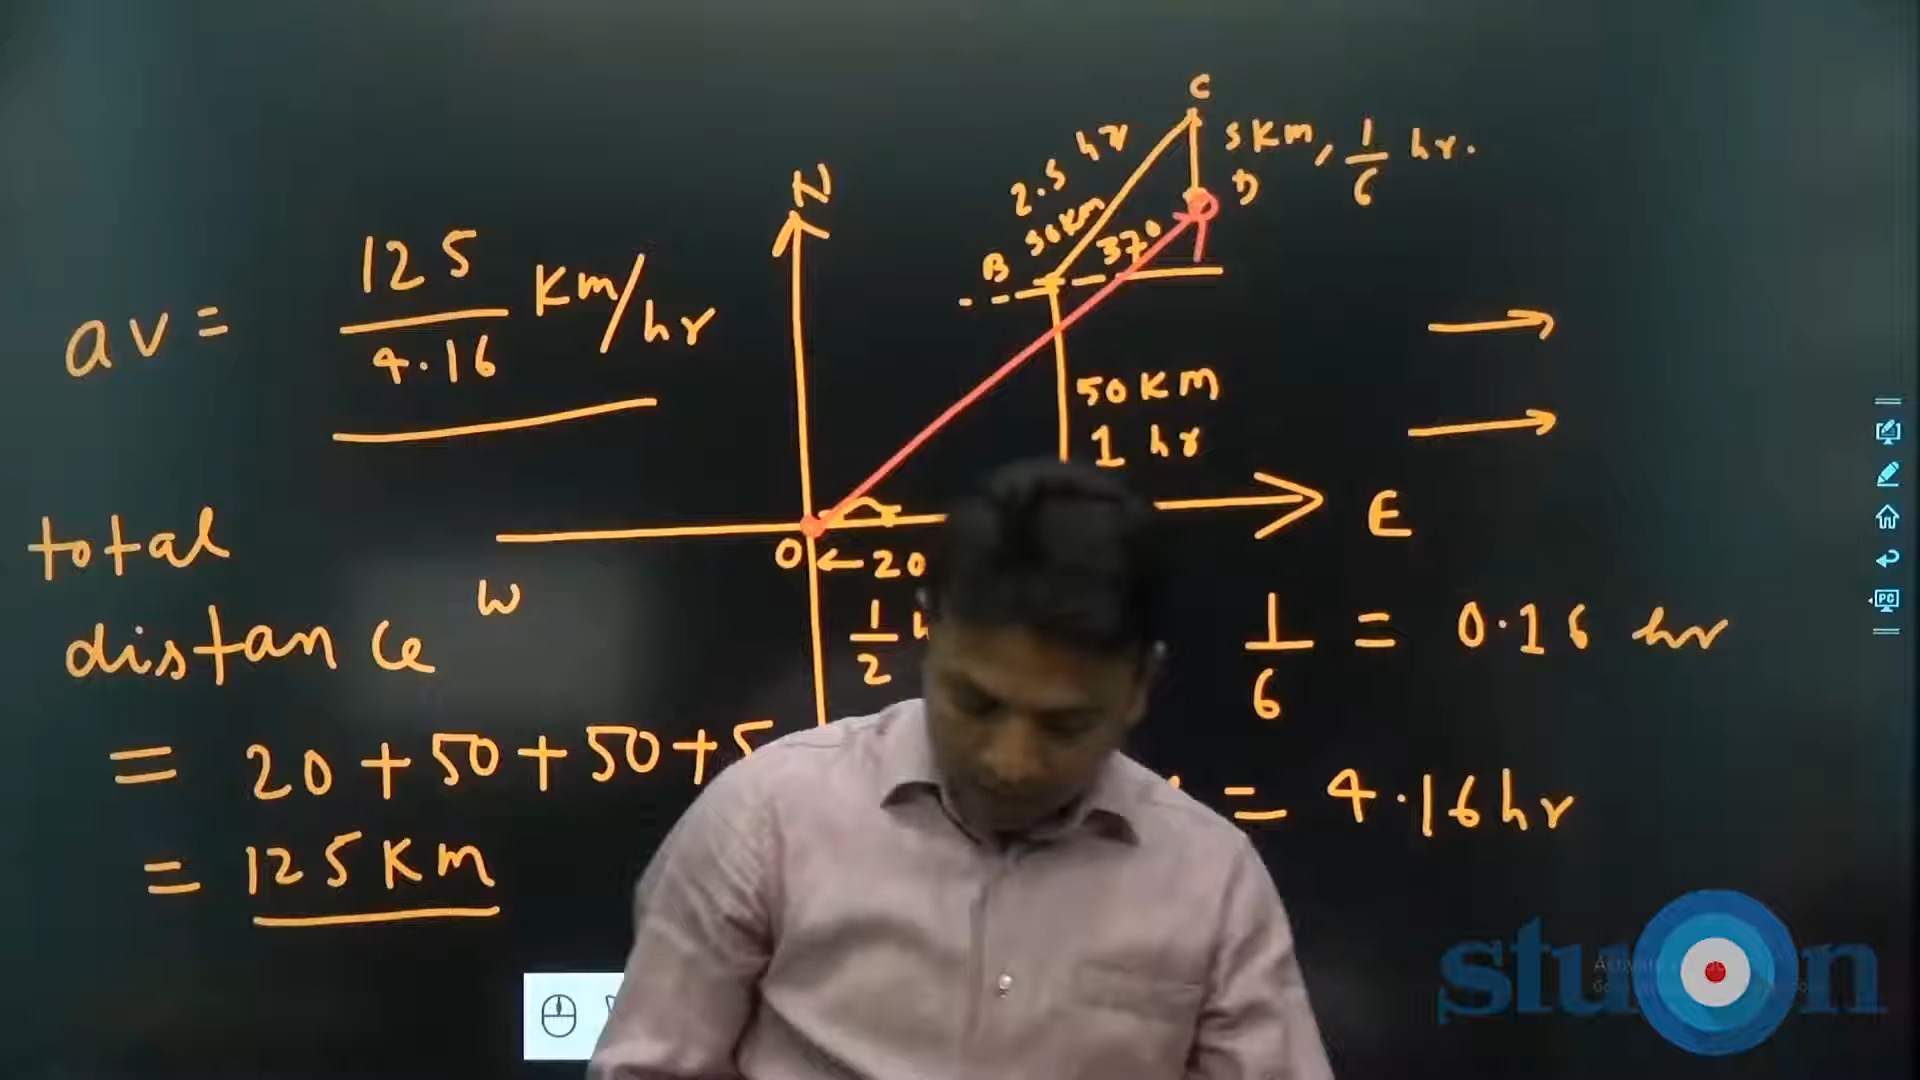 av = 125/4.16 Km/hr
total
distance
= 20 + 50 + 50 + 5
= 125 Km
N
W
E
O
← 20
1/2
B
C
D
2.5 hr
50Km
37°
5Km, 1/6 hr.
50 KM
1 hr
1/6 = 0.16 hr
= 4.16 hr
PC
stuon